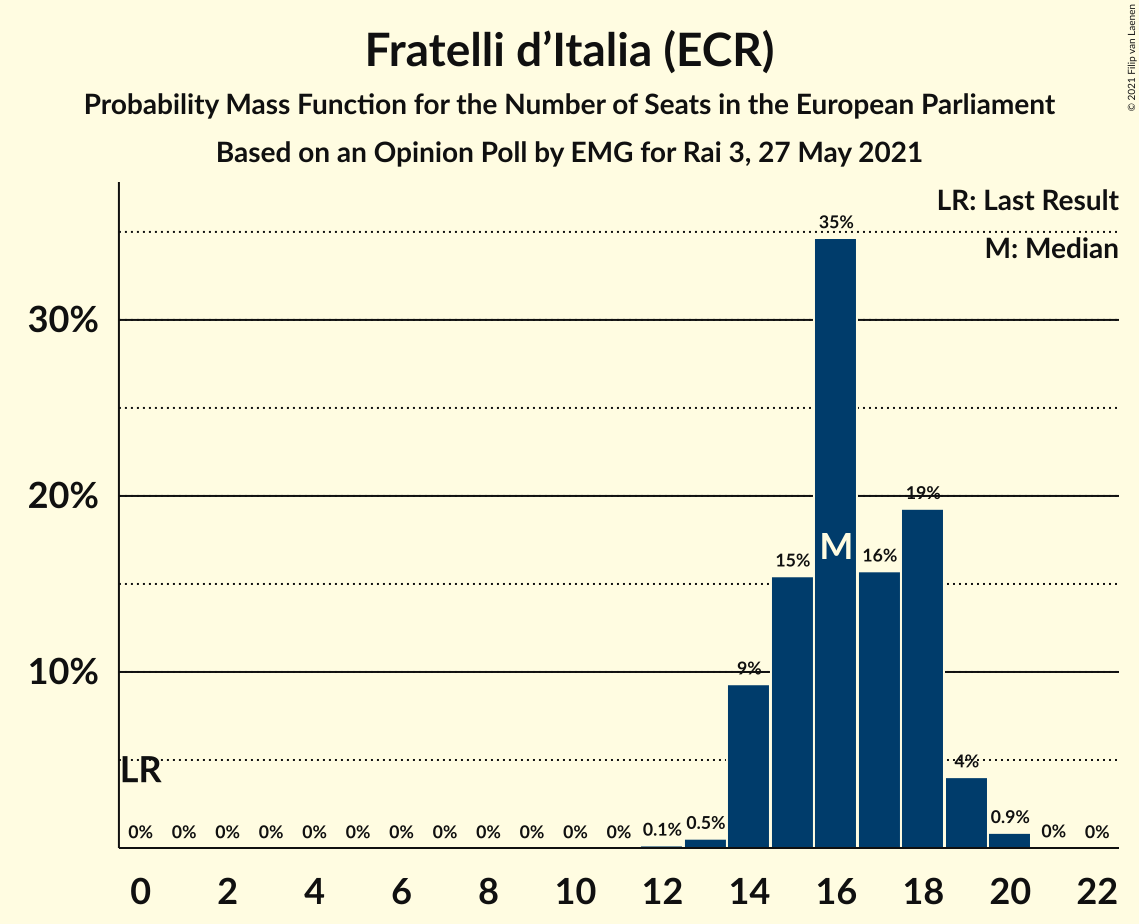 Fratelli d’Italia (ECR)
Probability Mass Function for the Number of Seats in the European Parliament
Based on an Opinion Poll by EMG for Rai 3, 27 May 2021
© 2021 Filip van Laenen
LR: Last Result
M: Median
35%
30%
20%
19%
M
15%
16%
10%
9%
LR
4%
0% 0% 0% 0% 0% 0% 0% 0% 0% 0% 0% 0% 0.1% 0.5% 0.9% 0% 0%
0 2 4 6 8 10 12 14 16 18 20 22